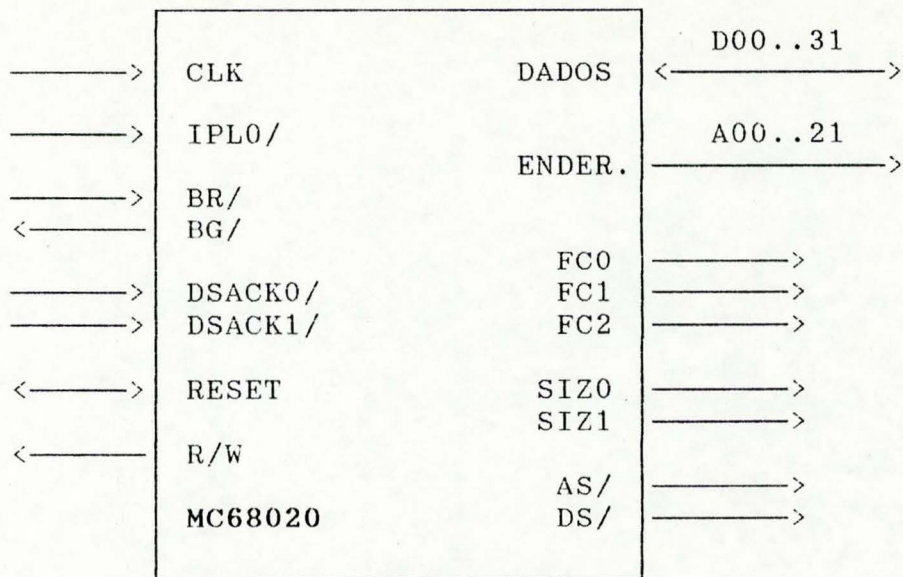 D00..31
CLK DADOS
IPL0/ A00..21
ENDER.
BR/
BG/
FC0
DSACK0/ FC1
DSACK1/ FC2
RESET SIZ0
SIZ1
R/W
AS/
MC68020 DS/